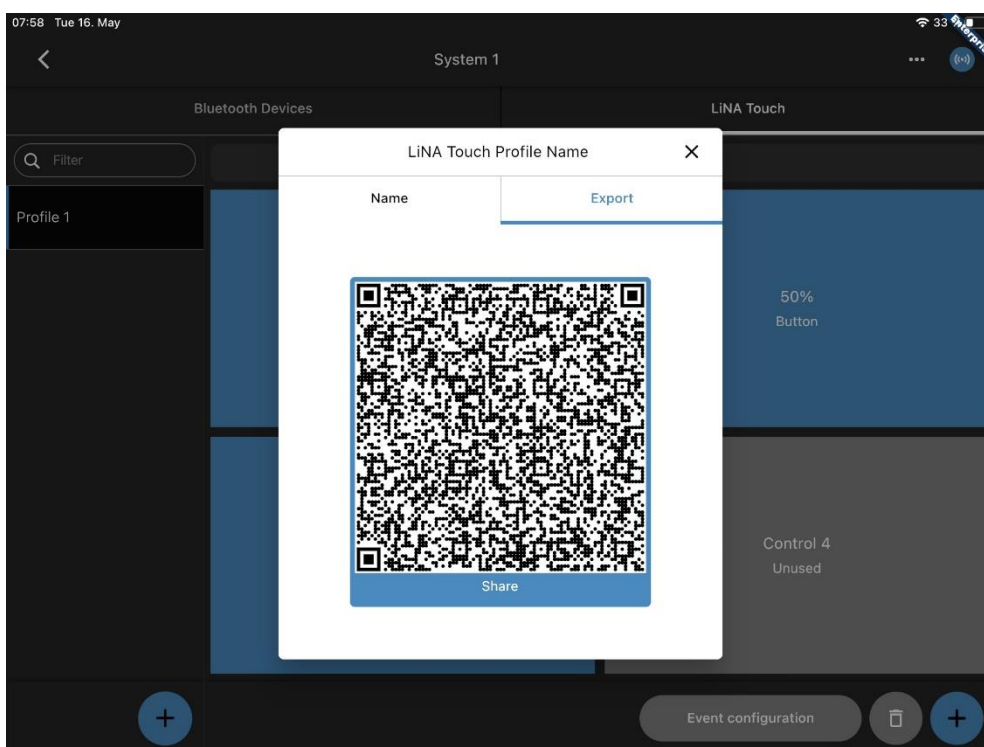 07:58 Tue 16. May
33
System 1
Bluetooth Devices
LiNA Touch
Filter
LiNA Touch Profile Name
Name
Export
Profile 1
50%
Button
Share
Control 4
Unused
Event configuration